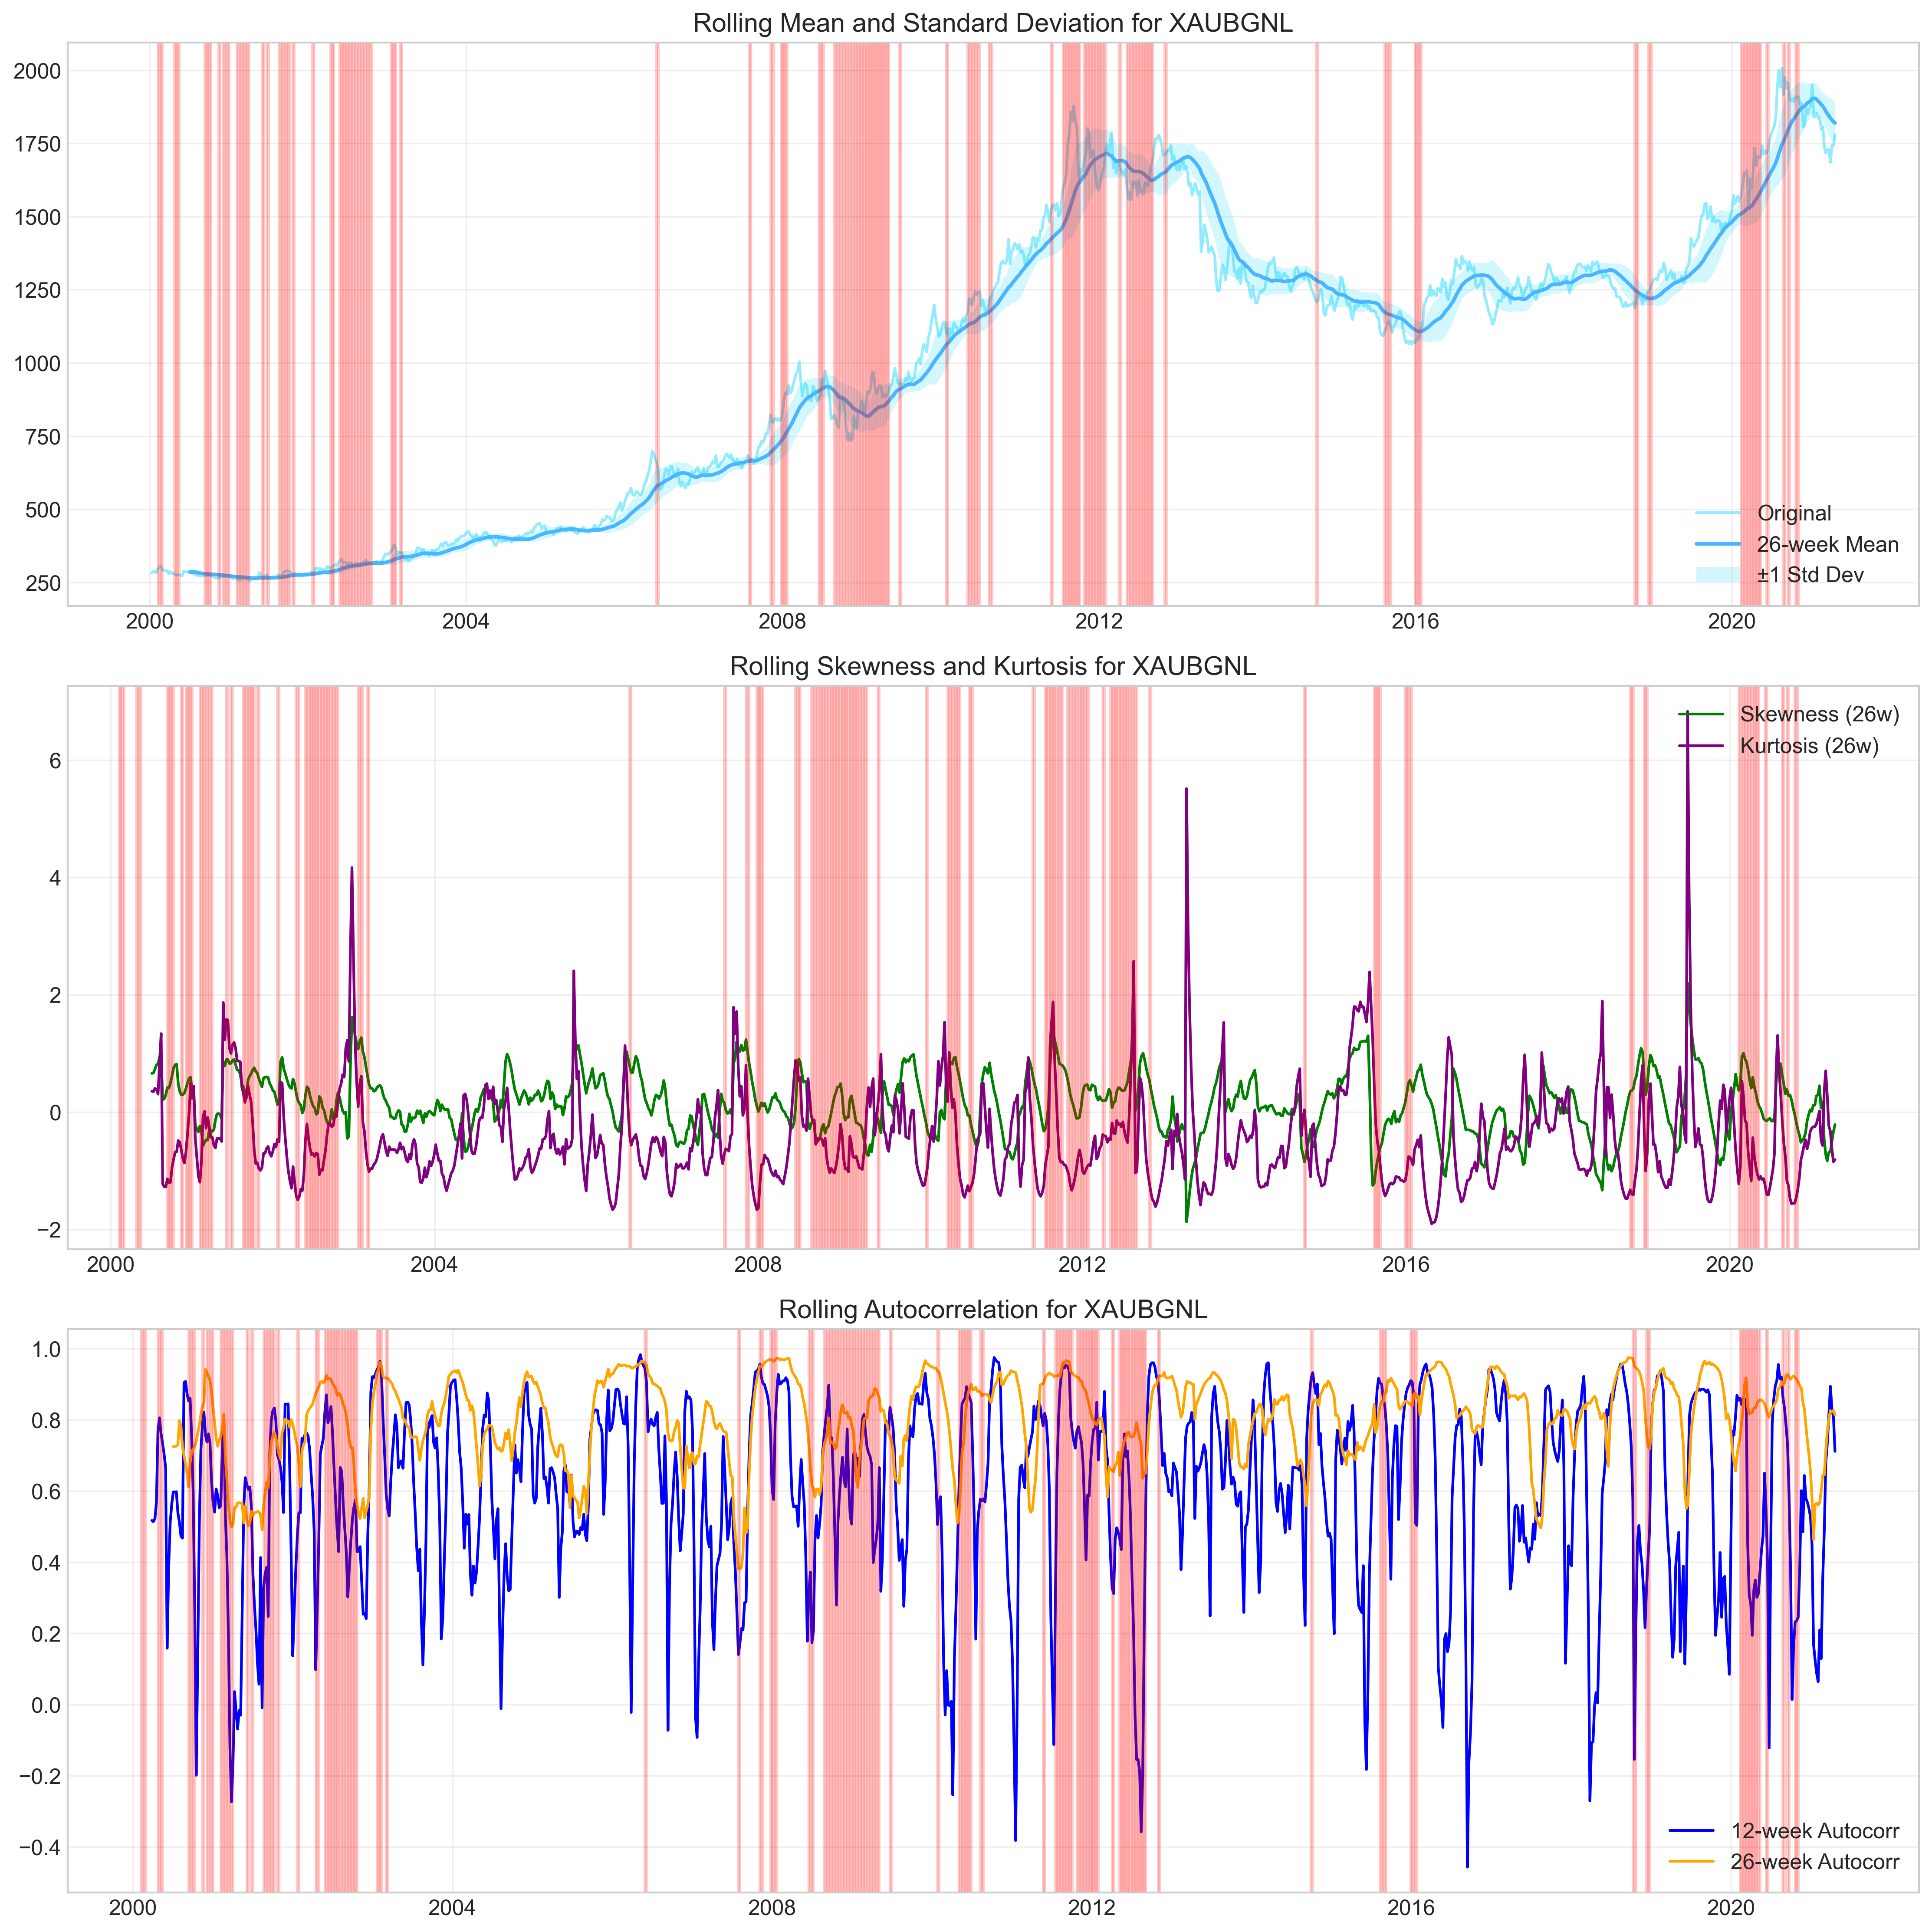 Rolling Mean and Standard Deviation for XAUBGNL
2000
1750
1500
1250
1000
750
500
250
Original
26-week Mean
±1 Std Dev
2000 2004 2008 2012 2016 2020
Rolling Skewness and Kurtosis for XAUBGNL
6
4
2
0
−2
Skewness (26w)
Kurtosis (26w)
2000 2004 2008 2012 2016 2020
Rolling Autocorrelation for XAUBGNL
1.0
0.8
0.6
0.4
0.2
0.0
−0.2
−0.4
12-week Autocorr
26-week Autocorr
2000 2004 2008 2012 2016 2020